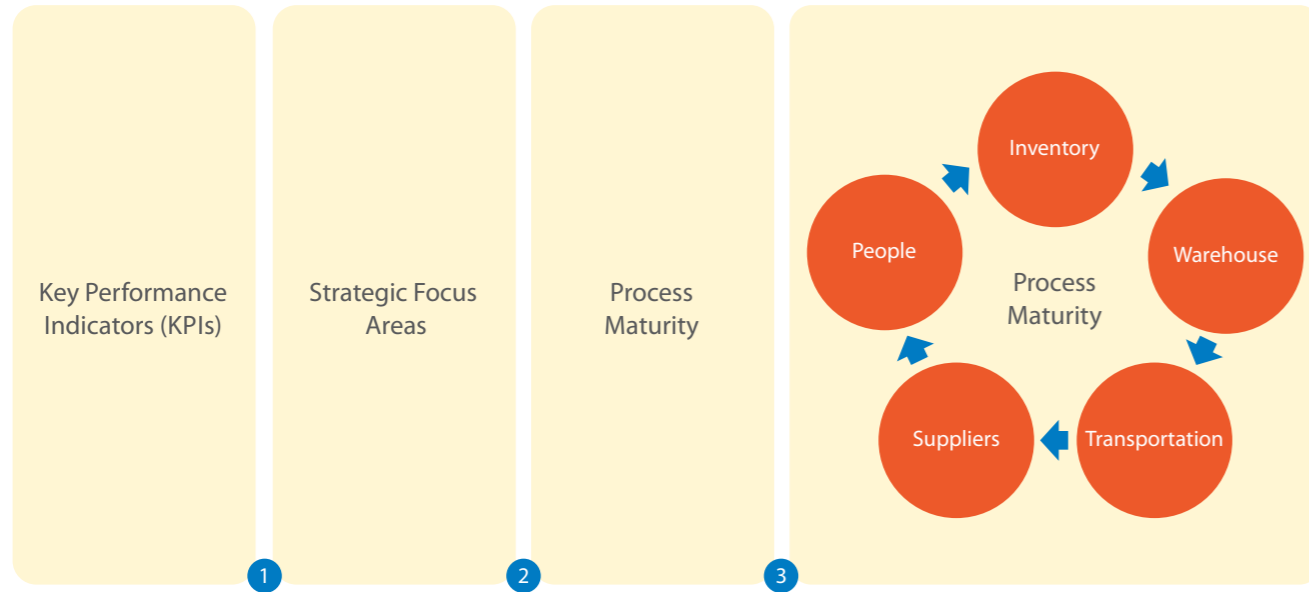 Key Performance
Indicators (KPIs)
1
Strategic Focus
Areas
2
Process
Maturity
3
Inventory
Warehouse
Transportation
Suppliers
People
Process
Maturity